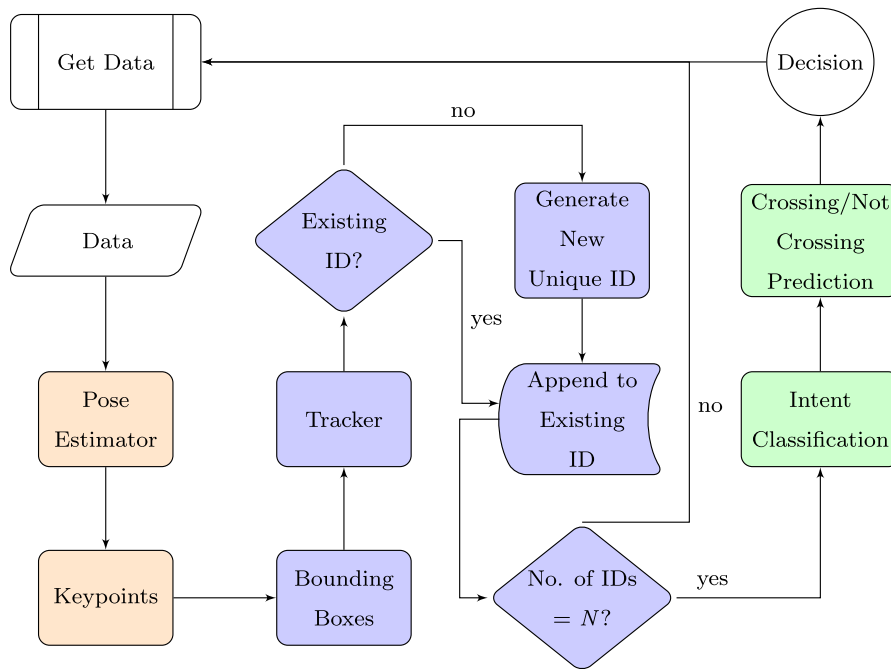 Get Data
Decision
no
Existing
ID?
Generate
New
Unique ID
Crossing/Not
Crossing
Prediction
Data
yes
Pose
Estimator
Tracker
Append to
Existing
ID
no
Intent
Classification
Keypoints
Bounding
Boxes
No. of IDs
= N?
yes